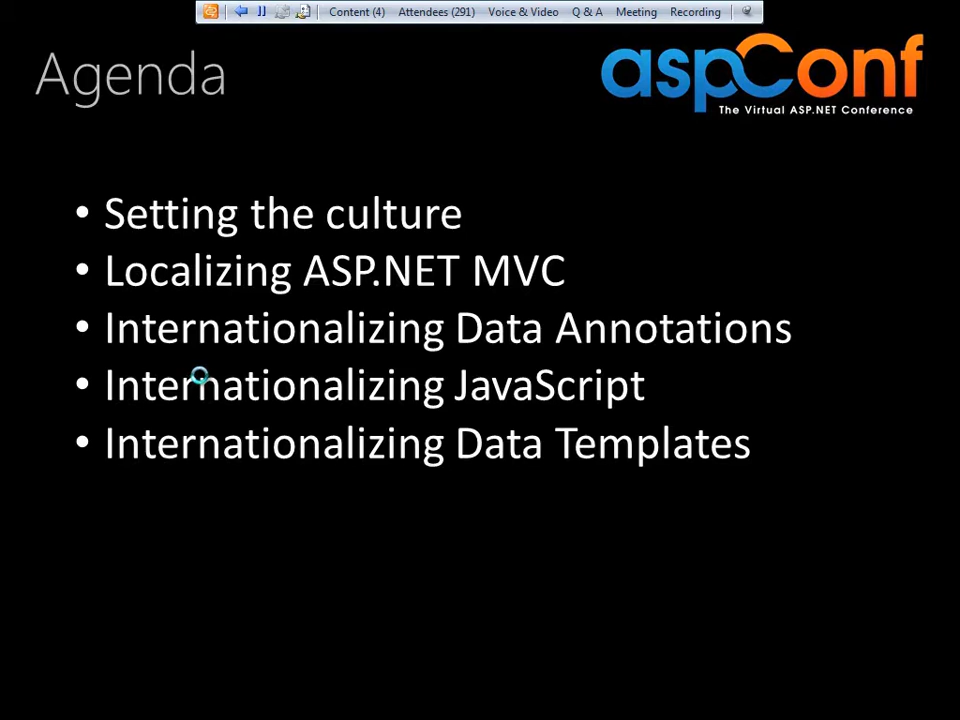 Content (4) Attendees (291) Voice & Video Q & A Meeting Recording
Agenda
aspConf
The Virtual ASP.NET Conference
• Setting the culture
• Localizing ASP.NET MVC
• Internationalizing Data Annotations
• Internationalizing JavaScript
• Internationalizing Data Templates